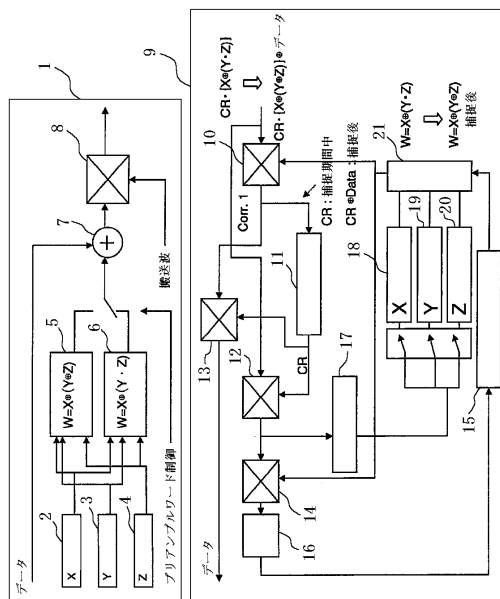 データ
1
2
X
3
Y
4
Z
5
W=X⊕(Y⊕Z)
6
W=X⊕(Y・Z)
7
8
搬送波
プリアンブルワード制御
9
CR・{X⊕(Y・Z)}
CR・{X⊕(Y⊕Z)}⊕データ
10
Corr. 1
11
CR
12
13
データ
14
15
16
17
CR ; 捕捉期間中
CR ⊕Data ; 捕捉後
18
X
19
Y
20
Z
21
W=X⊕(Y・Z)
W=X⊕(Y⊕Z)
捕捉後